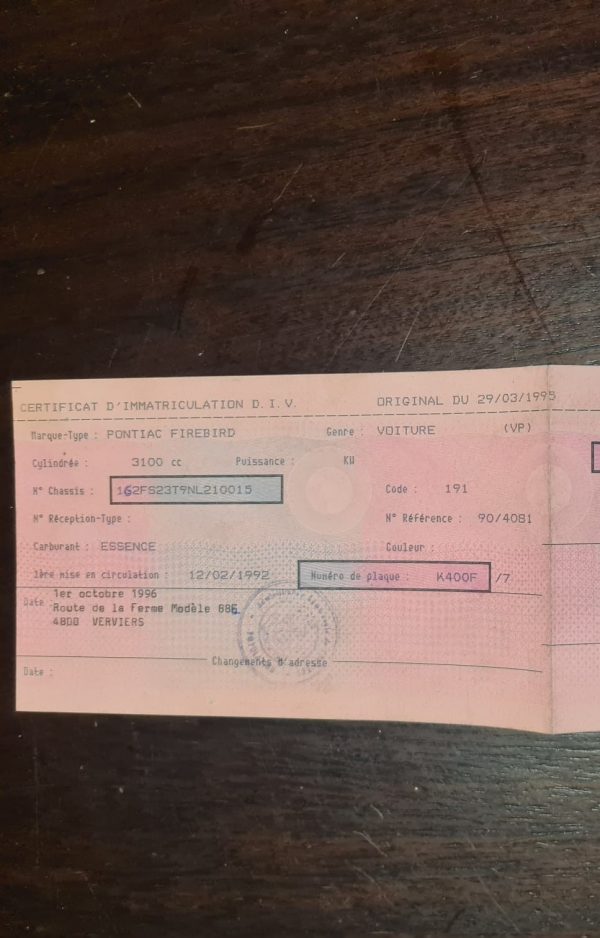 CERTIFICAT D'IMMATRICULATION D.I.V. ORIGINAL DU 29/03/1995
Marque-Type : PONTIAC FIREBIRD Genre : VOITURE (VP)
Cylindrée : 3100 cc Puissance : KW
N° Chassis : 1G2FS23T9NL210015 Code : 191
N° Réception-Type : N° Référence : 90/4081
Carburant : ESSENCE Couleur :
1ère mise en circulation : 12/02/1992 Numéro de plaque : K400F /7
Date 1er octobre 1996
Route de la Ferme Modèle
4800 VERVIERS
Changements d'adresse
Date :